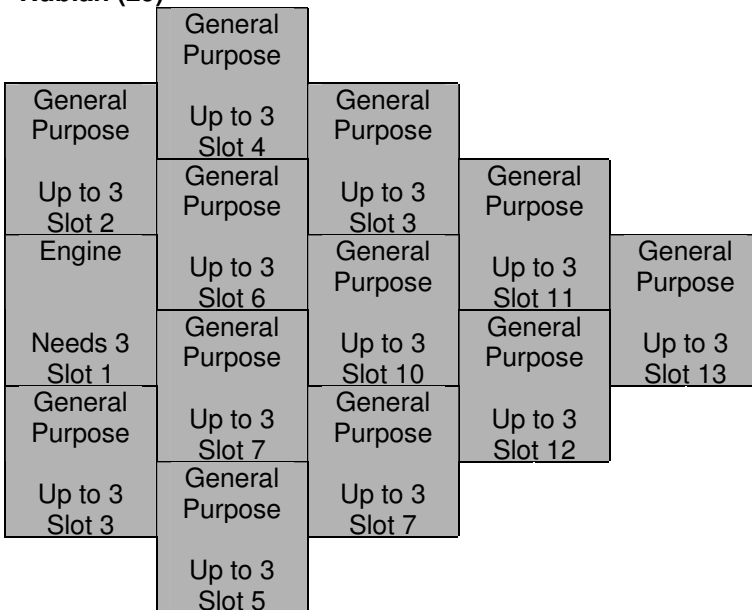 General
Purpose
Up to 3
Slot 4
General
Purpose
Up to 3
Slot 2
General
Purpose
Up to 3
Slot 3
General
Purpose
Up to 3
Slot 6
General
Purpose
Up to 3
Slot 11
Engine
Needs 3
Slot 1
General
Purpose
Up to 3
Slot 10
General
Purpose
Up to 3
Slot 13
General
Purpose
Up to 3
Slot 7
General
Purpose
Up to 3
Slot 12
General
Purpose
Up to 3
Slot 3
General
Purpose
Up to 3
Slot 7
General
Purpose
Up to 3
Slot 5